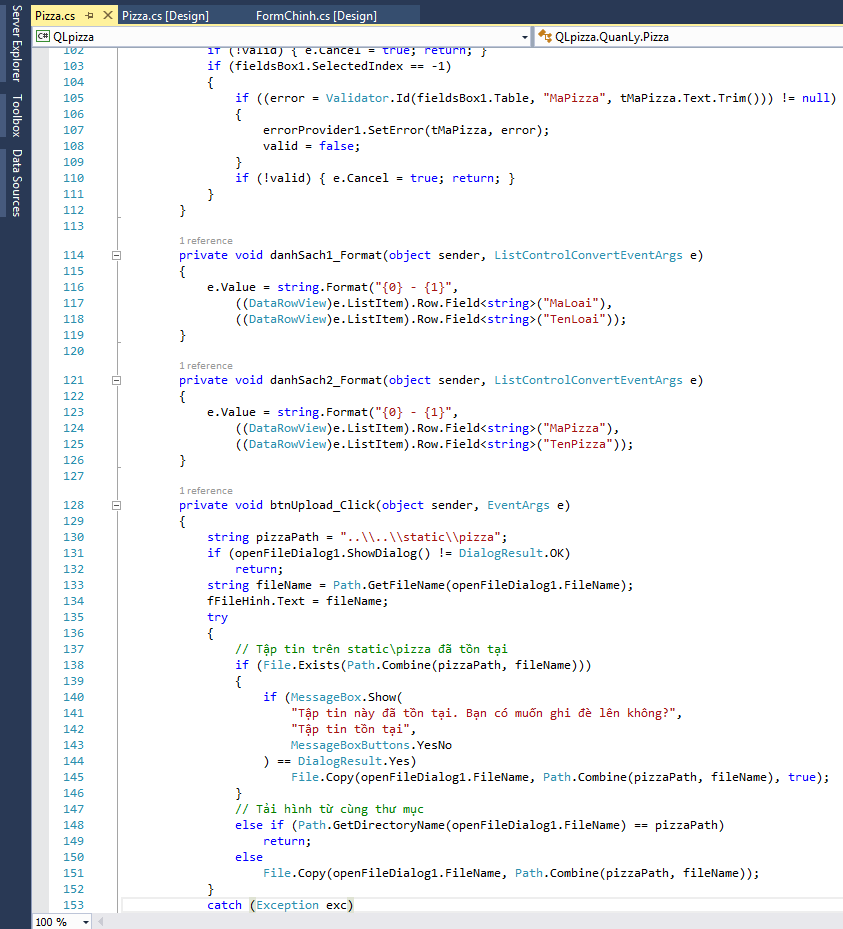 Pizza.cs
Pizza.cs [Design]
FormChinh.cs [Design]
Server Explorer
Toolbox
Data Sources
C# QLpizza
QLpizza.QuanLy.Pizza
102 if (!valid) { e.Cancel = true; return; }
103 if (fieldsBox1.SelectedIndex == -1)
104 {
105 if ((error = Validator.Id(fieldsBox1.Table, "MaPizza", tMaPizza.Text.Trim())) != null)
106 {
107 errorProvider1.SetError(tMaPizza, error);
108 valid = false;
109 }
110 if (!valid) { e.Cancel = true; return; }
111 }
112 }
113
1 reference
114 private void danhSach1_Format(object sender, ListControlConvertEventArgs e)
115 {
116 e.Value = string.Format("{0} - {1}",
117 ((DataRowView)e.ListItem).Row.Field<string>("MaLoai"),
118 ((DataRowView)e.ListItem).Row.Field<string>("TenLoai"));
119 }
120
1 reference
121 private void danhSach2_Format(object sender, ListControlConvertEventArgs e)
122 {
123 e.Value = string.Format("{0} - {1}",
124 ((DataRowView)e.ListItem).Row.Field<string>("MaPizza"),
125 ((DataRowView)e.ListItem).Row.Field<string>("TenPizza"));
126 }
127
1 reference
128 private void btnUpload_Click(object sender, EventArgs e)
129 {
130 string pizzaPath = "..\\..\\static\\pizza";
131 if (openFileDialog1.ShowDialog() != DialogResult.OK)
132 return;
133 string fileName = Path.GetFileName(openFileDialog1.FileName);
134 fFileHinh.Text = fileName;
135 try
136 {
137 // Tập tin trên static\pizza đã tồn tại
138 if (File.Exists(Path.Combine(pizzaPath, fileName)))
139 {
140 if (MessageBox.Show(
141 "Tập tin này đã tồn tại. Bạn có muốn ghi đè lên không?",
142 "Tập tin tồn tại",
143 MessageBoxButtons.YesNo
144 ) == DialogResult.Yes)
145 File.Copy(openFileDialog1.FileName, Path.Combine(pizzaPath, fileName), true);
146 }
147 // Tải hình từ cùng thư mục
148 else if (Path.GetDirectoryName(openFileDialog1.FileName) == pizzaPath)
149 return;
150 else
151 File.Copy(openFileDialog1.FileName, Path.Combine(pizzaPath, fileName));
152 }
153 catch (Exception exc)
100 %